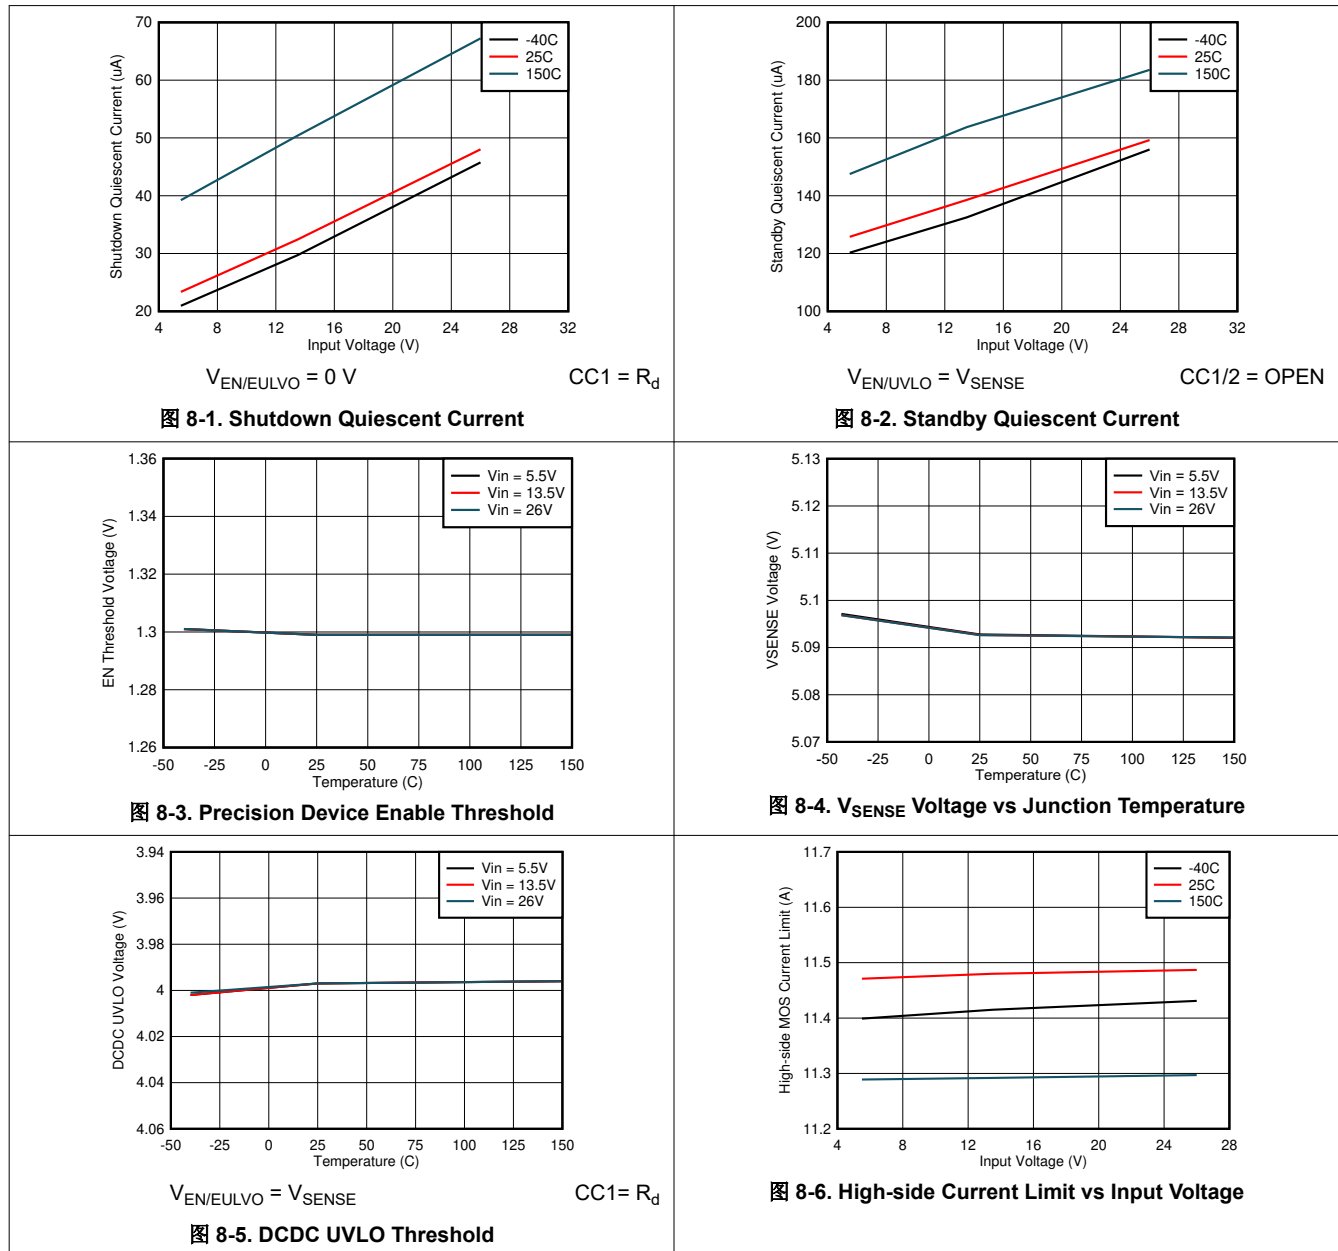 70
60
50
40
30
20
4 8 12 16 20 24 28 32
Shutdown Quiescent Current (uA)
Input Voltage (V)
-40C
25C
150C
V_EN/EULVO = 0 V CC1 = R_d
图 8-1. Shutdown Quiescent Current
200
180
160
140
120
100
4 8 12 16 20 24 28 32
Standby Queiscent Current (uA)
Input Voltage (V)
-40C
25C
150C
V_EN/UVLO = V_SENSE CC1/2 = OPEN
图 8-2. Standby Quiescent Current
1.36
1.34
1.32
1.3
1.28
1.26
-50 -25 0 25 50 75 100 125 150
EN Threshold Votlage (V)
Temperature (C)
Vin = 5.5V
Vin = 13.5V
Vin = 26V
图 8-3. Precision Device Enable Threshold
5.13
5.12
5.11
5.1
5.09
5.08
5.07
-50 -25 0 25 50 75 100 125 150
VSENSE Voltage (V)
Temperature (C)
Vin = 5.5V
Vin = 13.5V
Vin = 26V
图 8-4. V_SENSE Voltage vs Junction Temperature
3.94
3.96
3.98
4
4.02
4.04
4.06
-50 -25 0 25 50 75 100 125 150
DCDC UVLO Voltage (V)
Temperature (C)
Vin = 5.5V
Vin = 13.5V
Vin = 26V
V_EN/EULVO = V_SENSE CC1= R_d
图 8-5. DCDC UVLO Threshold
11.7
11.6
11.5
11.4
11.3
11.2
4 8 12 16 20 24 28
High-side MOS Current Limit (A)
Input Voltage (V)
-40C
25C
150C
图 8-6. High-side Current Limit vs Input Voltage